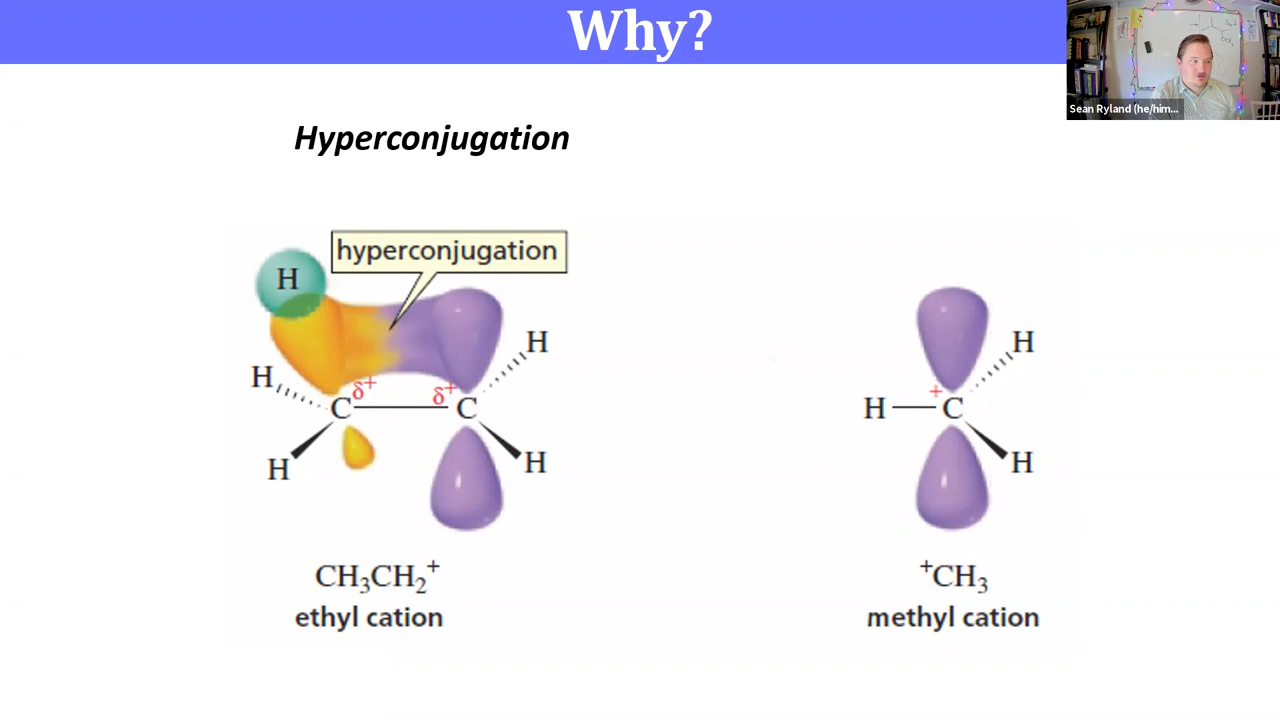 Why?
Sean Ryland (he/him...
Hyperconjugation
hyperconjugation
H
H
H
δ+
δ+
C
C
H
H
H
H
H
+
H
C
H
CH₃CH₂⁺
⁺CH₃
ethyl cation
methyl cation